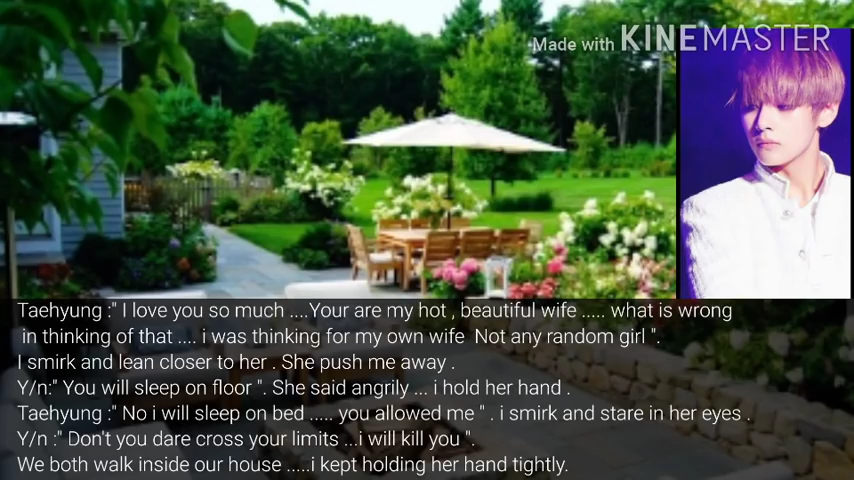 Made with KINEMASTER
Taehyung :" I love you so much ....Your are my hot , beautiful wife ..... what is wrong
in thinking of that .... i was thinking for my own wife Not any random girl ".
I smirk and lean closer to her . She push me away .
Y/n:" You will sleep on floor ". She said angrily ... i hold her hand .
Taehyung :" No i will sleep on bed ..... you allowed me " . i smirk and stare in her eyes .
Y/n :" Don't you dare cross your limits ...i will kill you ".
We both walk inside our house .....i kept holding her hand tightly.